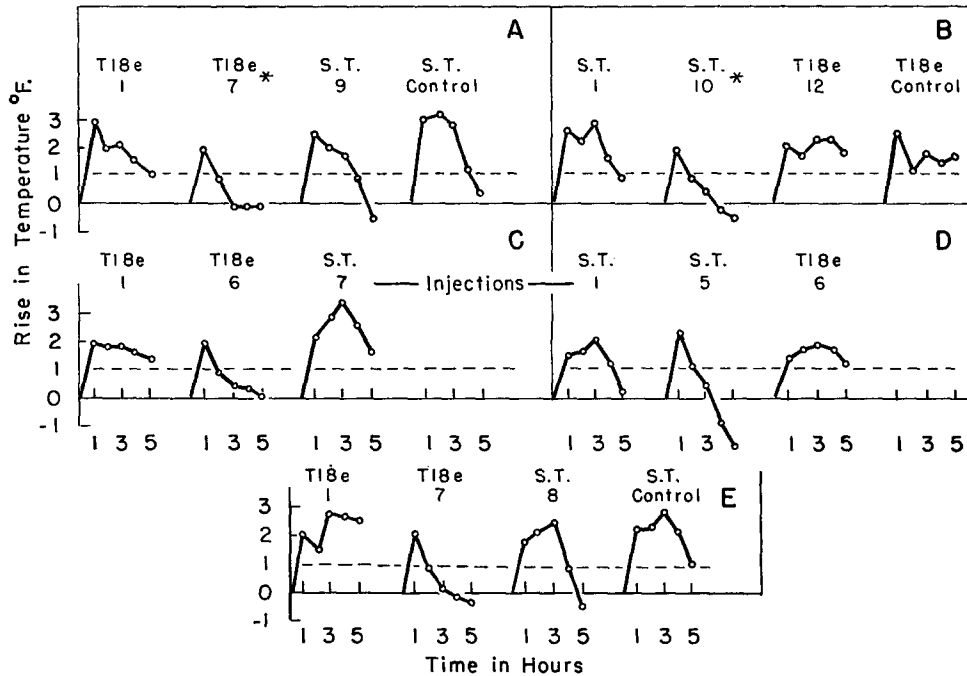 A
B
T18e T18e * S.T. S.T.
1 7 9 Control
S.T. S.T. * T18e T18e
1 10 12 Control
3
2
1
0
-1
Rise in Temperature °F.
C
D
T18e T18e S.T.
1 6 7
Injections
S.T. S.T. T18e
1 5 6
3
2
1
0
-1
1 3 5 1 3 5 1 3 5 1 3 5 1 3 5 1 3 5 1 3 5 1 3 5
T18e T18e S.T. S.T. E
1 7 8 Control
3
2
1
0
-1
1 3 5 1 3 5 1 3 5 1 3 5
Time in Hours